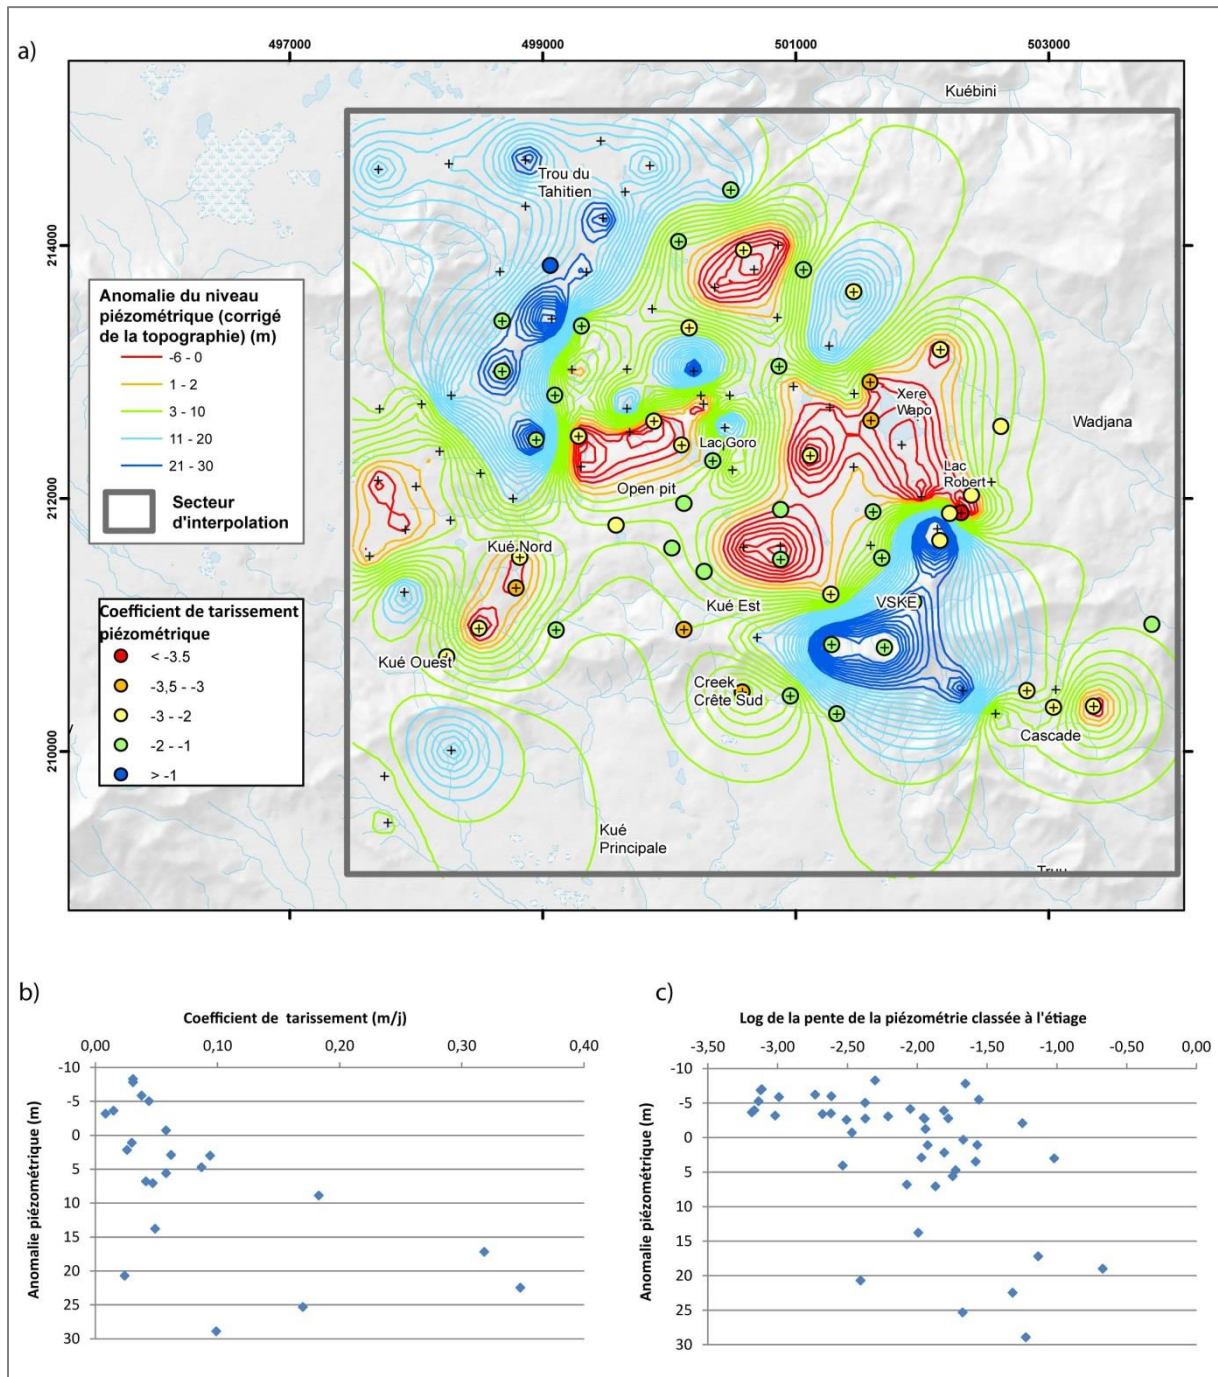 a)
497000 499000 501000 503000
Kuébini
Trou du
Tahitien
214000
Anomalie du niveau
piézométrique (corrigé
de la topographie) (m)
-6 - 0
1 - 2
3 - 10
11 - 20
21 - 30
Secteur
d'interpolation
Xere
Wapo
Wadjana
Lac Goro
Lac
Robert
212000
Open pit
Kué Nord
Coefficient de tarissement
piézométrique
< -3.5
-3,5 - -3
-3 - -2
-2 - -1
> -1
Kué Est
VSKE
Kué Ouest
Creek
Crête Sud
Cascade
210000
Kué
Principale
b)
Coefficient de tarissement (m/j)
0,00 0,10 0,20 0,30 0,40
Anomalie piézométrique (m)
-10
-5
0
5
10
15
20
25
30
c)
Log de la pente de la piézométrie classée à l'étiage
-3,50 -3,00 -2,50 -2,00 -1,50 -1,00 -0,50 0,00
Anomalie piézométrique (m)
-10
-5
0
5
10
15
20
25
30